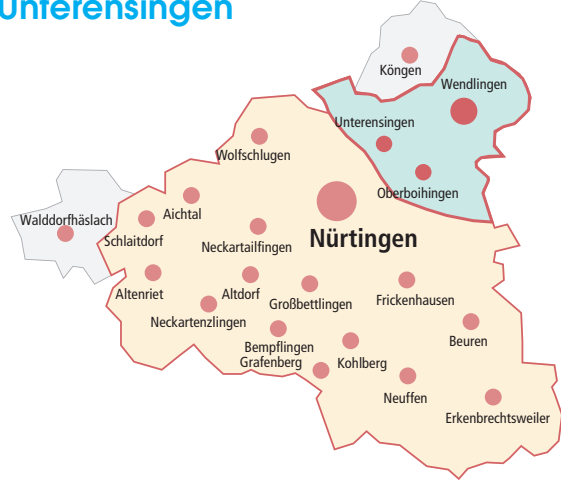 Unterensingen
Köngen
Wendlingen
Unterensingen
Wolfschlugen
Oberboihingen
Aichtal
Walddorfhäslach
Schlaitdorf
Neckartailfingen
Nürtingen
Altenriet
Altdorf
Großbettlingen
Frickenhausen
Neckartenzlingen
Beuren
Bempflingen
Grafenberg
Kohlberg
Neuffen
Erkenbrechtsweiler